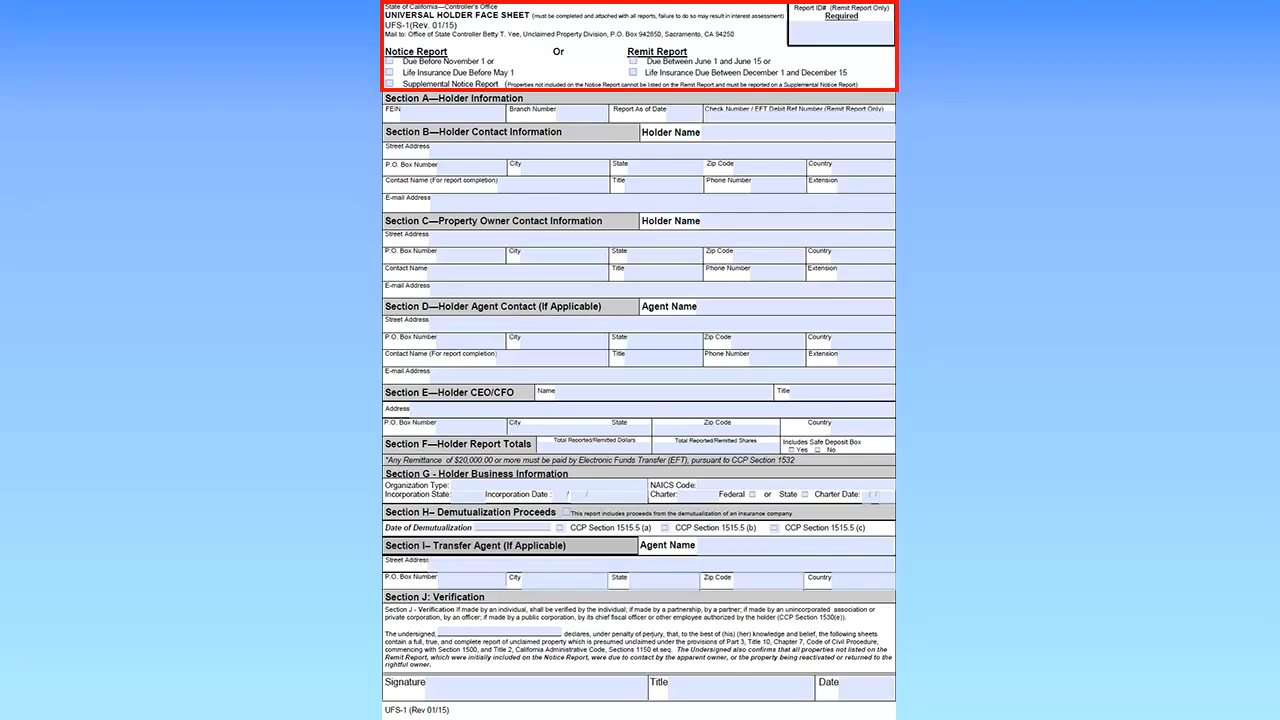 State of California—Controller's Office
UNIVERSAL HOLDER FACE SHEET (must be completed and attached with all reports, failure to do so may result in interest assessment)
UFS-1(Rev. 01/15)
Mail to: Office of State Controller Betty T. Yee, Unclaimed Property Division, P.O. Box 942850, Sacramento, CA 94250
Report ID# (Remit Report Only)
Required
Notice Report Or Remit Report
Due Before November 1 or Due Between June 1 and June 15 or
Life Insurance Due Before May 1 Life Insurance Due Between December 1 and December 15
Supplemental Notice Report (Properties not included on the Notice Report cannot be listed on the Remit Report and must be reported on a Supplemental Notice Report)
Section A—Holder Information
FEIN Branch Number Report As of Date Check Number / EFT Debit Ref Number (Remit Report Only)
Section B—Holder Contact Information Holder Name
Street Address
P.O. Box Number City State Zip Code Country
Contact Name (For report completion) Title Phone Number Extension
E-mail Address
Section C—Property Owner Contact Information Holder Name
Street Address
P.O. Box Number City State Zip Code Country
Contact Name Title Phone Number Extension
E-mail Address
Section D—Holder Agent Contact (If Applicable) Agent Name
Street Address
P.O. Box Number City State Zip Code Country
Contact Name (For report completion) Title Phone Number Extension
E-mail Address
Section E—Holder CEO/CFO Name Title
Address
P.O. Box Number City State Zip Code Country
Section F—Holder Report Totals Total Reported/Remitted Dollars Total Reported/Remitted Shares Includes Safe Deposit Box
Yes No
*Any Remittance of $20,000.00 or more must be paid by Electronic Funds Transfer (EFT), pursuant to CCP Section 1532
Section G - Holder Business Information
Organization Type: NAICS Code:
Incorporation State: Incorporation Date : / / Charter: Federal or State Charter Date: / /
Section H– Demutualization Proceeds This report includes proceeds from the demutualization of an insurance company
Date of Demutualization CCP Section 1515.5 (a) CCP Section 1515.5 (b) CCP Section 1515.5 (c)
Section I– Transfer Agent (If Applicable) Agent Name
Street Address
P.O. Box Number City State Zip Code Country
Section J: Verification
Section J - Verification If made by an individual, shall be verified by the individual; if made by a partnership, by a partner; if made by an unincorporated association or
private corporation, by an officer; if made by a public corporation, by its chief fiscal officer or other employee authorized by the holder (CCP Section 1530(e)).
The undersigned, declares, under penalty of perjury, that, to the best of (his) (her) knowledge and belief, the following sheets
contain a full, true, and complete report of unclaimed property which is presumed unclaimed under the provisions of Part 3, Title 10, Chapter 7, Code of Civil Procedure,
commencing with Section 1500, and Title 2, California Administrative Code, Sections 1150 et seq. The Undersigned also confirms that all properties not listed on the
Remit Report, which were initially included on the Notice Report, were due to contact by the apparent owner, or the property being reactivated or returned to the
rightful owner.
Signature Title Date
UFS-1 (Rev 01/15)